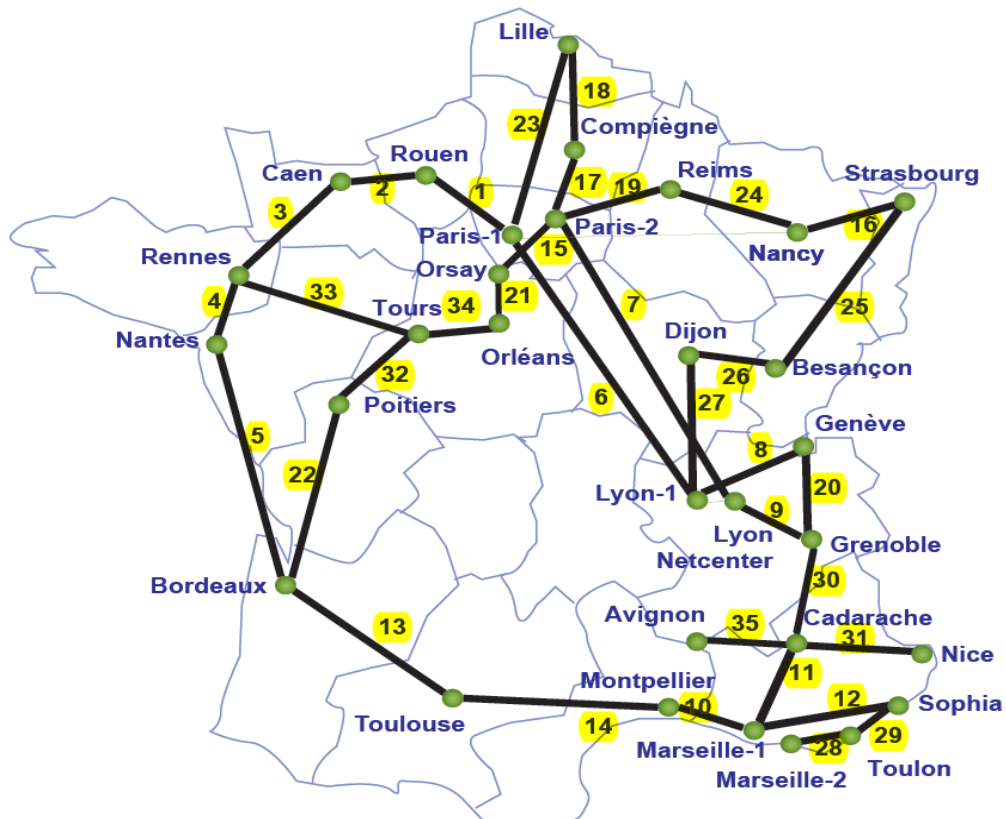 Lille
18
23
Compiègne
Rouen
Caen
2
1
17
19
Reims
24
Strasbourg
3
Paris-1
Paris-2
16
Nancy
Rennes
Orsay
15
4
33
Tours
34
21
7
25
Nantes
Orléans
Dijon
32
26
Besançon
6
27
Poitiers
Genève
5
8
22
20
Lyon-1
9
Lyon
Netcenter
Grenoble
Bordeaux
30
Avignon
35
Cadarache
31
13
11
Nice
Montpellier
12
Sophia
10
Toulouse
14
Marseille-1
28
29
Marseille-2
Toulon